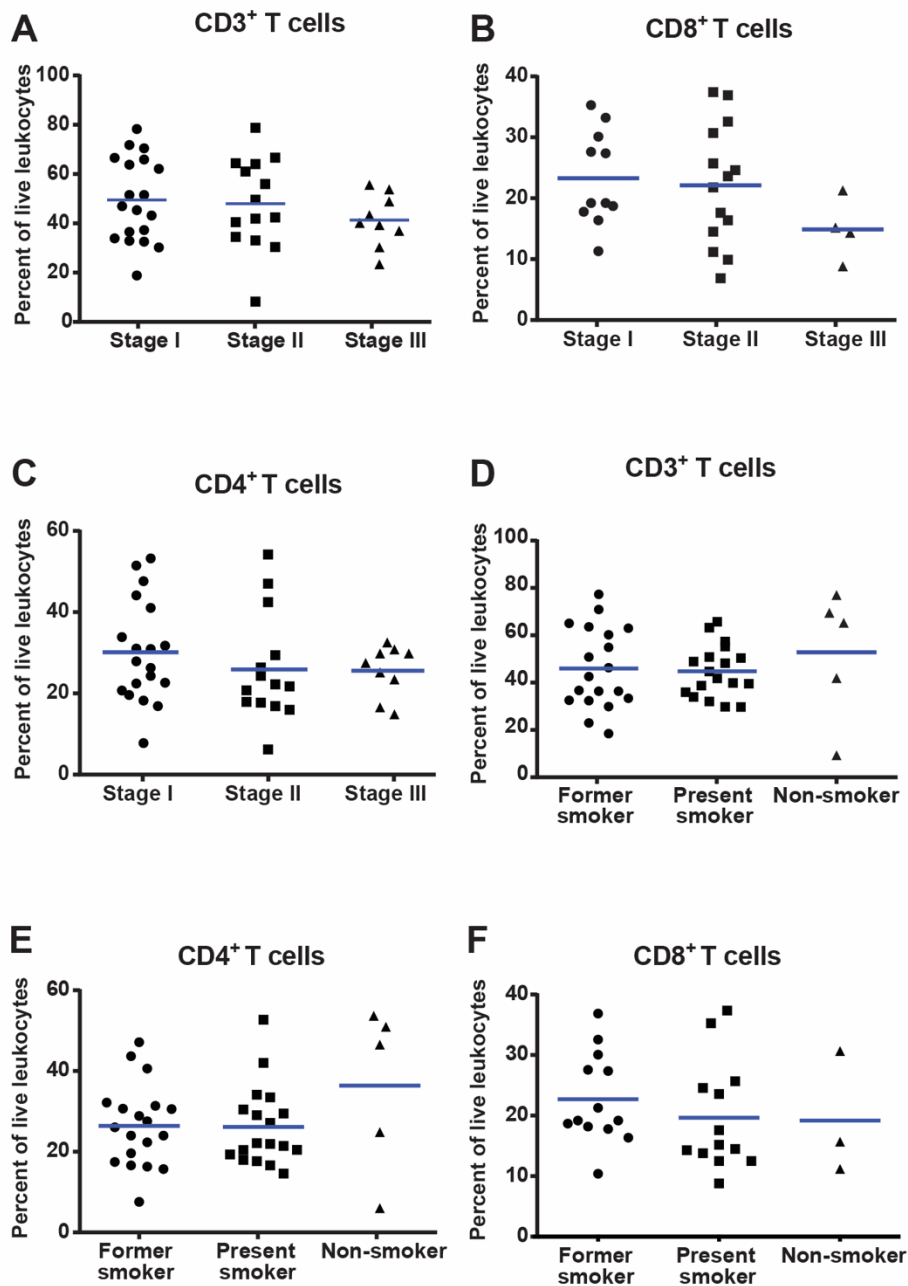 A
CD3+ T cells
Percent of live leukocytes
100
80
60
40
20
0
Stage I
Stage II
Stage III
B
CD8+ T cells
Percent of live leukocytes
40
30
20
10
0
Stage I
Stage II
Stage III
C
CD4+ T cells
Percent of live leukocytes
60
40
20
0
Stage I
Stage II
Stage III
D
CD3+ T cells
Percent of live leukocytes
100
80
60
40
20
0
Former
smoker
Present
smoker
Non-smoker
E
CD4+ T cells
Percent of live leukocytes
60
40
20
0
Former
smoker
Present
smoker
Non-smoker
F
CD8+ T cells
Percent of live leukocytes
40
30
20
10
0
Former
smoker
Present
smoker
Non-smoker